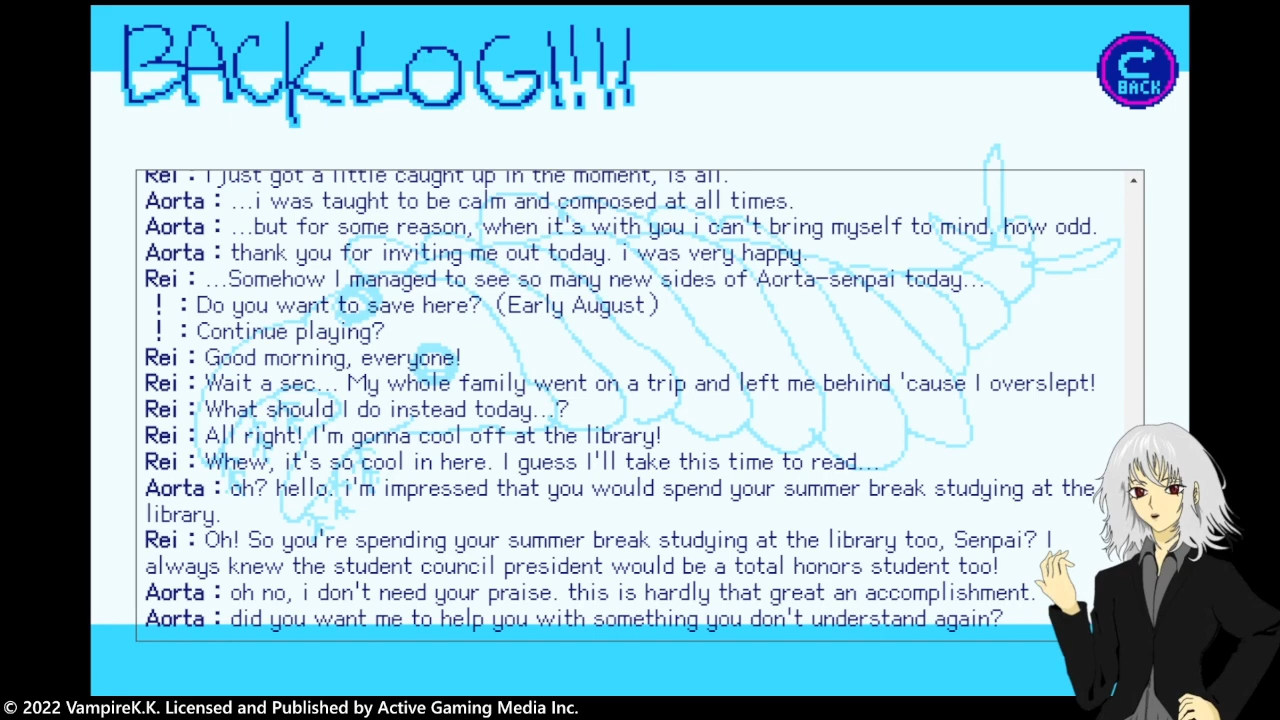 BACKLOG!!!!
BACK
Rei : I just got a little caught up in the moment, is all.
Aorta : ...i was taught to be calm and composed at all times.
Aorta : ...but for some reason, when it's with you i can't bring myself to mind. how odd.
Aorta : thank you for inviting me out today. i was very happy.
Rei : ...Somehow I managed to see so many new sides of Aorta-senpai today...
! : Do you want to save here? (Early August)
! : Continue playing?
Rei : Good morning, everyone!
Rei : Wait a sec... My whole family went on a trip and left me behind 'cause I overslept!
Rei : What should I do instead today...?
Rei : All right! I'm gonna cool off at the library!
Rei : Whew, it's so cool in here. I guess I'll take this time to read...
Aorta : oh? hello. i'm impressed that you would spend your summer break studying at the
library.
Rei : Oh! So you're spending your summer break studying at the library too, Senpai? I
always knew the student council president would be a total honors student too!
Aorta : oh no, i don't need your praise. this is hardly that great an accomplishment.
Aorta : did you want me to help you with something you don't understand again?
© 2022 VampireK.K. Licensed and Published by Active Gaming Media Inc.